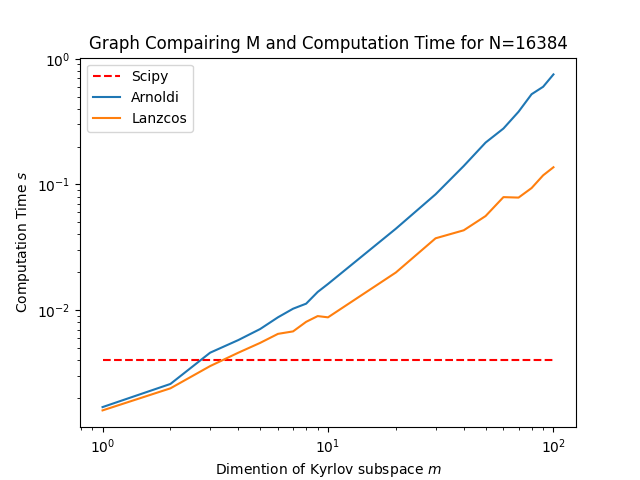 Graph Compairing M and Computation Time for N=16384
Scipy
Arnoldi
Lanzcos
Computation Time s
10⁰
10⁻¹
10⁻²
10⁰
10¹
10²
Dimention of Kyrlov subspace m